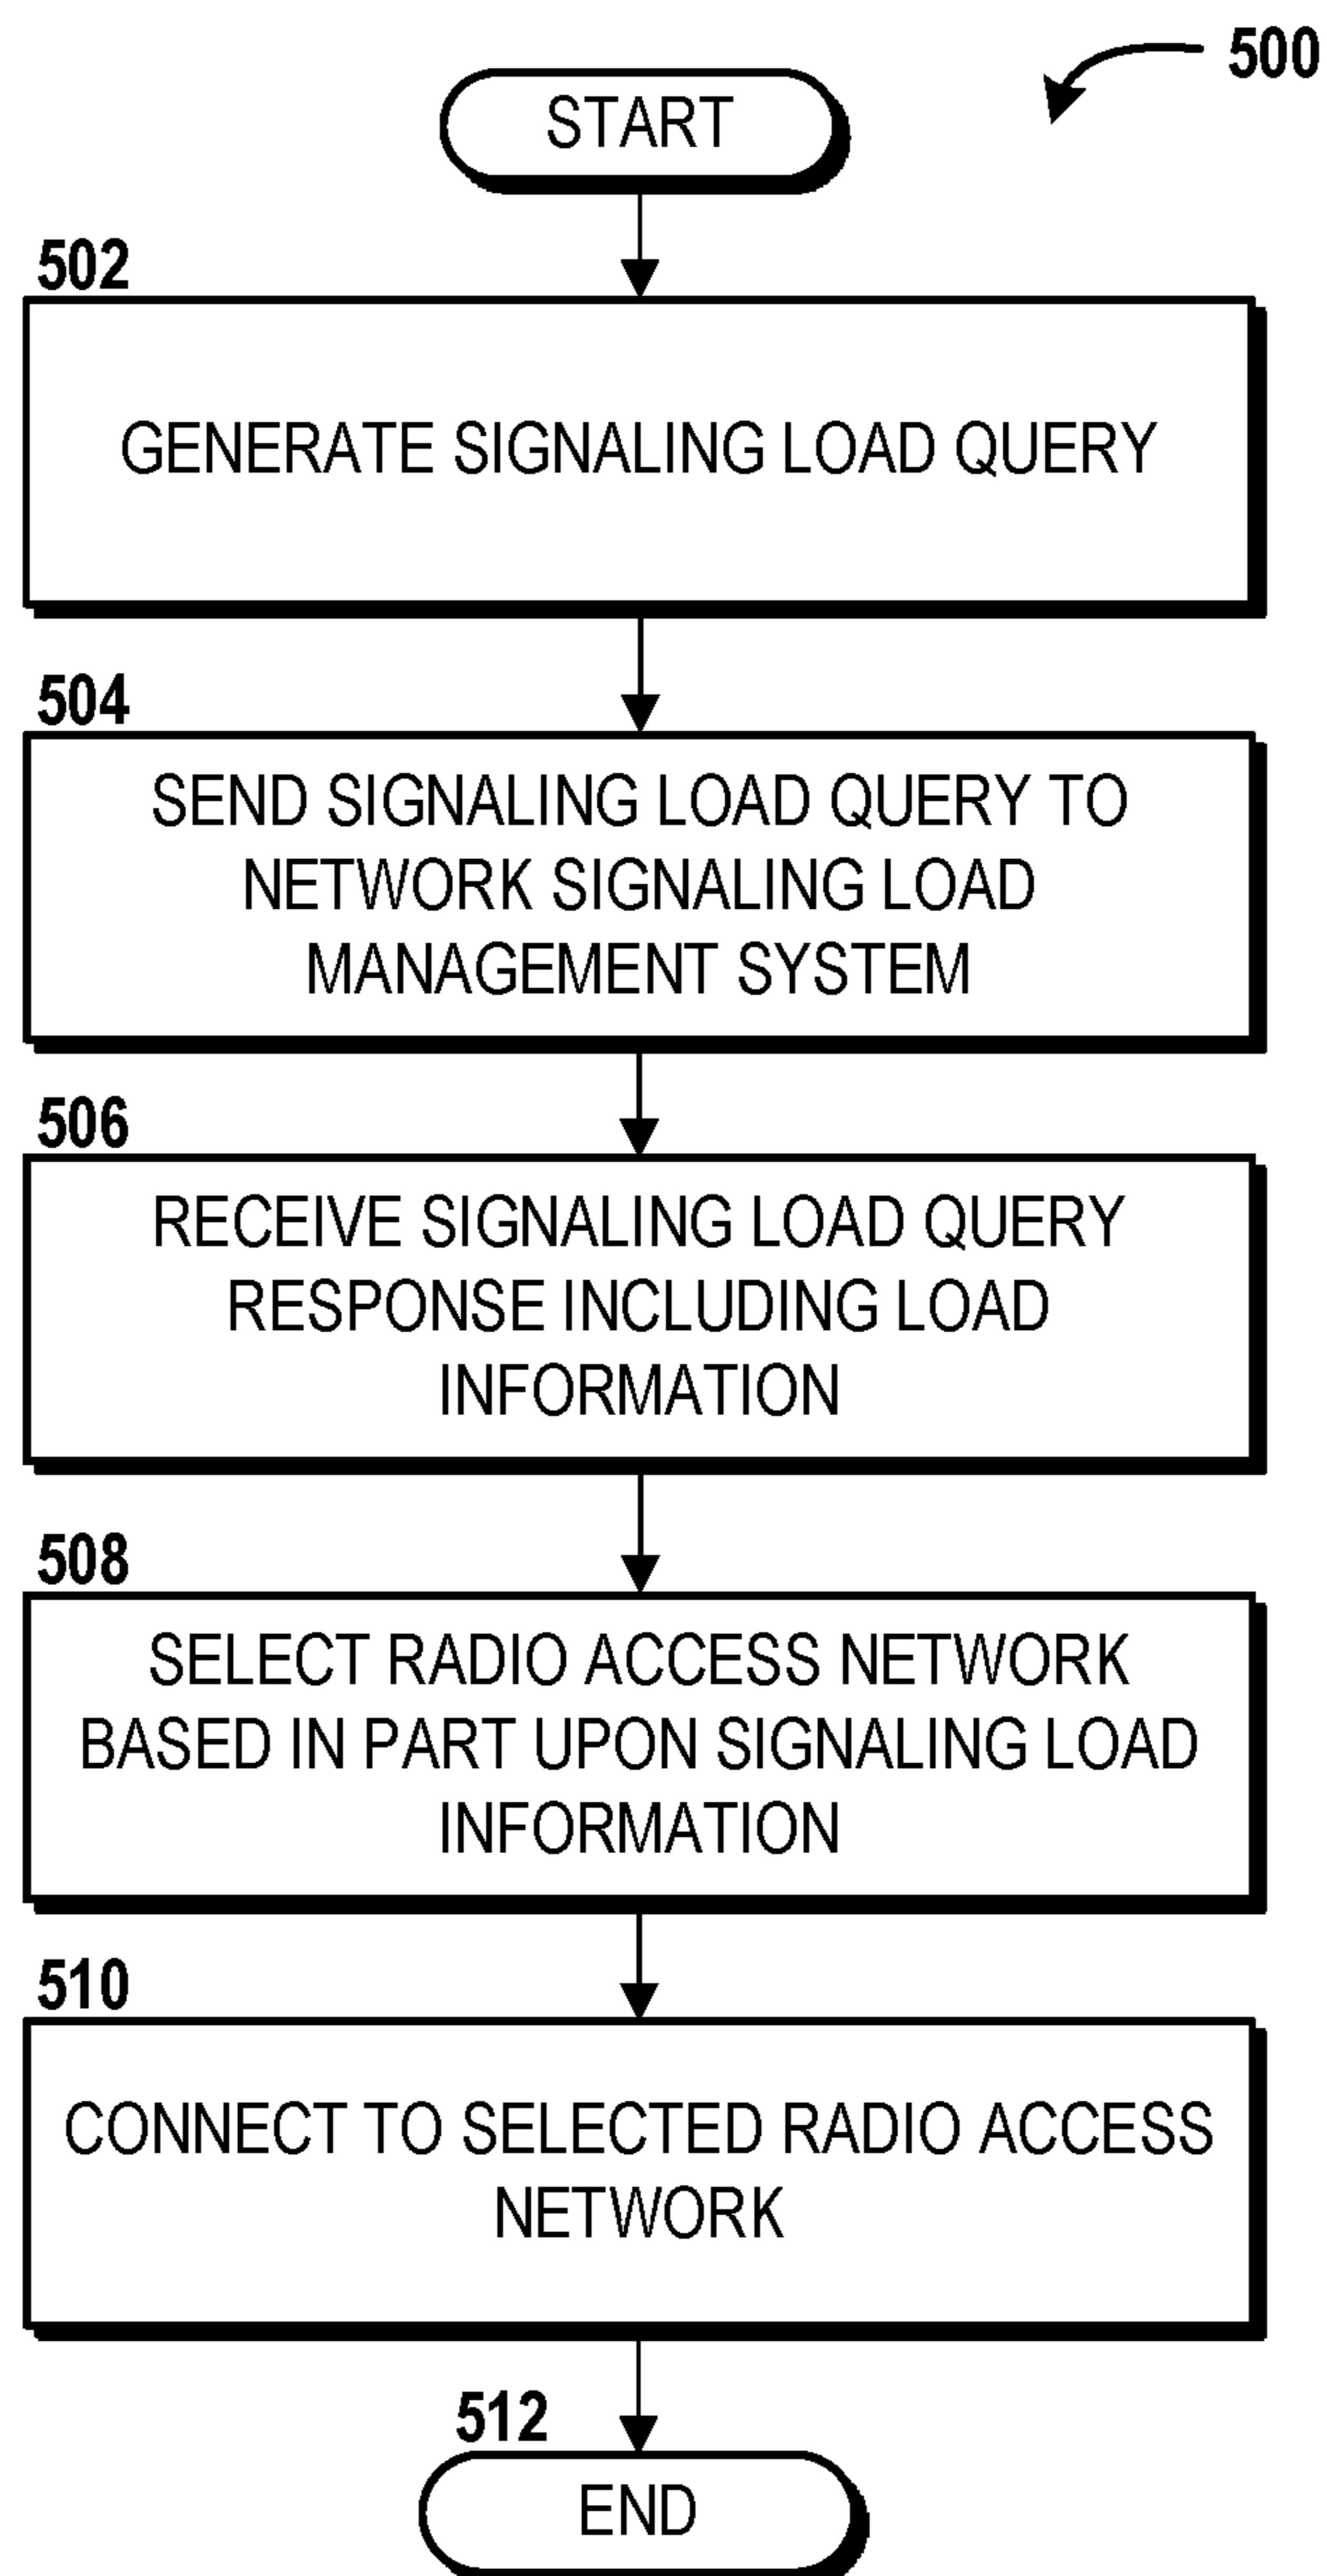 500
START
502
GENERATE SIGNALING LOAD QUERY
504
SEND SIGNALING LOAD QUERY TO
NETWORK SIGNALING LOAD
MANAGEMENT SYSTEM
506
RECEIVE SIGNALING LOAD QUERY
RESPONSE INCLUDING LOAD
INFORMATION
508
SELECT RADIO ACCESS NETWORK
BASED IN PART UPON SIGNALING LOAD
INFORMATION
510
CONNECT TO SELECTED RADIO ACCESS
NETWORK
512
END